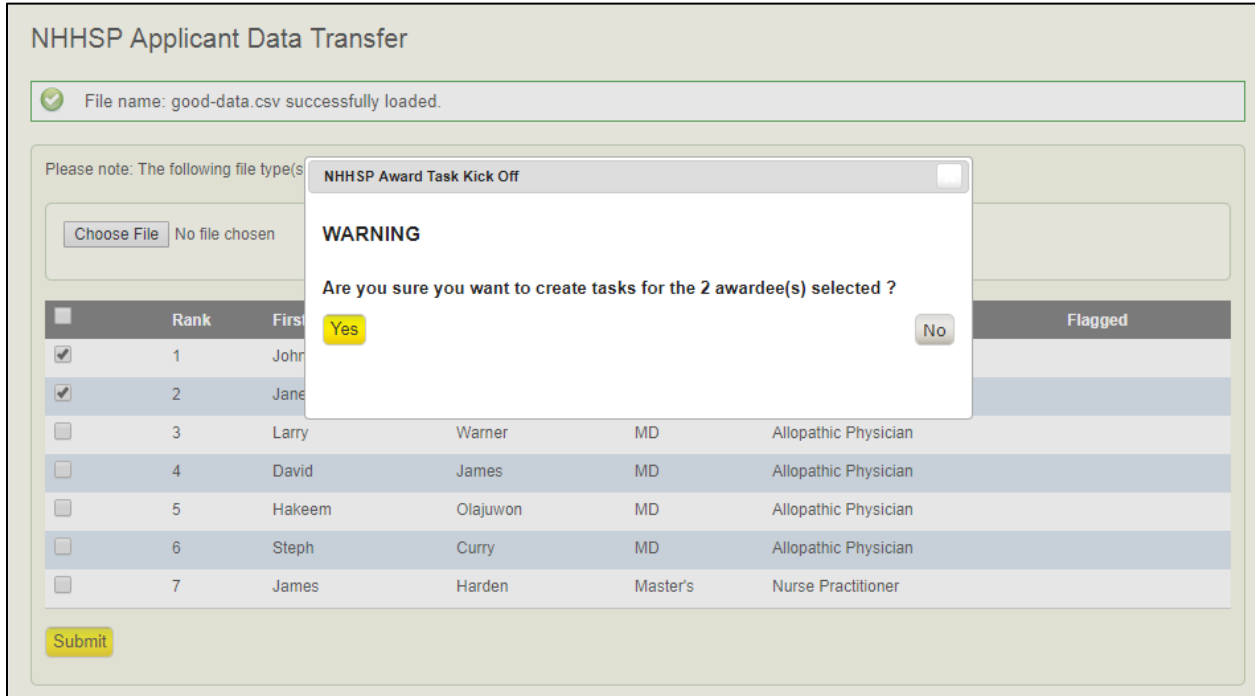 NHHSP Applicant Data Transfer
File name: good-data.csv successfully loaded.
Please note: The following file type(s
NHHSP Award Task Kick Off
Choose File No file chosen
WARNING
Are you sure you want to create tasks for the 2 awardee(s) selected ?
Yes No
Rank First Flagged
1 John
2 Jane
3 Larry Warner MD Allopathic Physician
4 David James MD Allopathic Physician
5 Hakeem Olajuwon MD Allopathic Physician
6 Steph Curry MD Allopathic Physician
7 James Harden Master's Nurse Practitioner
Submit